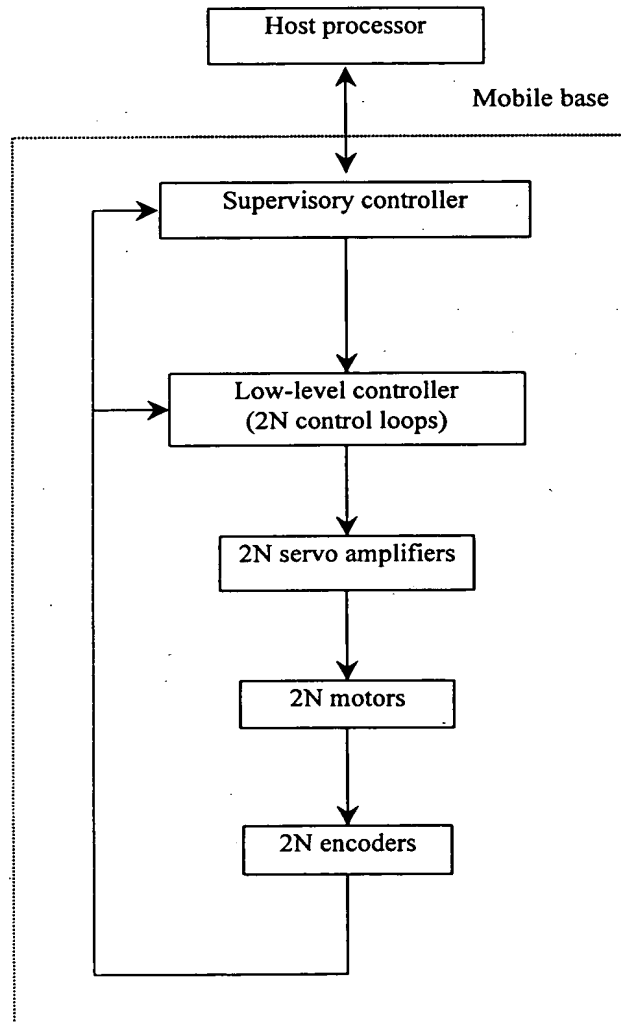 Host processor
Mobile base
Supervisory controller
Low-level controller
(2N control loops)
2N servo amplifiers
2N motors
2N encoders